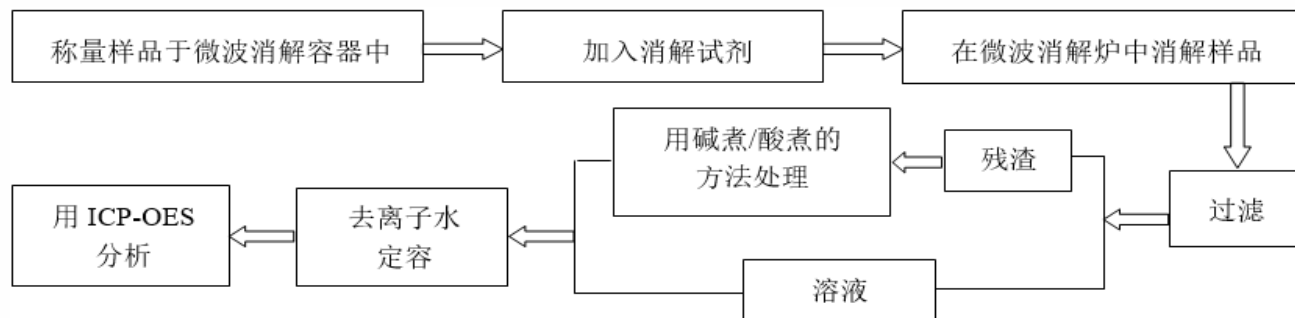 称量样品于微波消解容器中
加入消解试剂
在微波消解炉中消解样品
过滤
残渣
用碱煮/酸煮的
方法处理
溶液
去离子水
定容
用 ICP-OES
分析